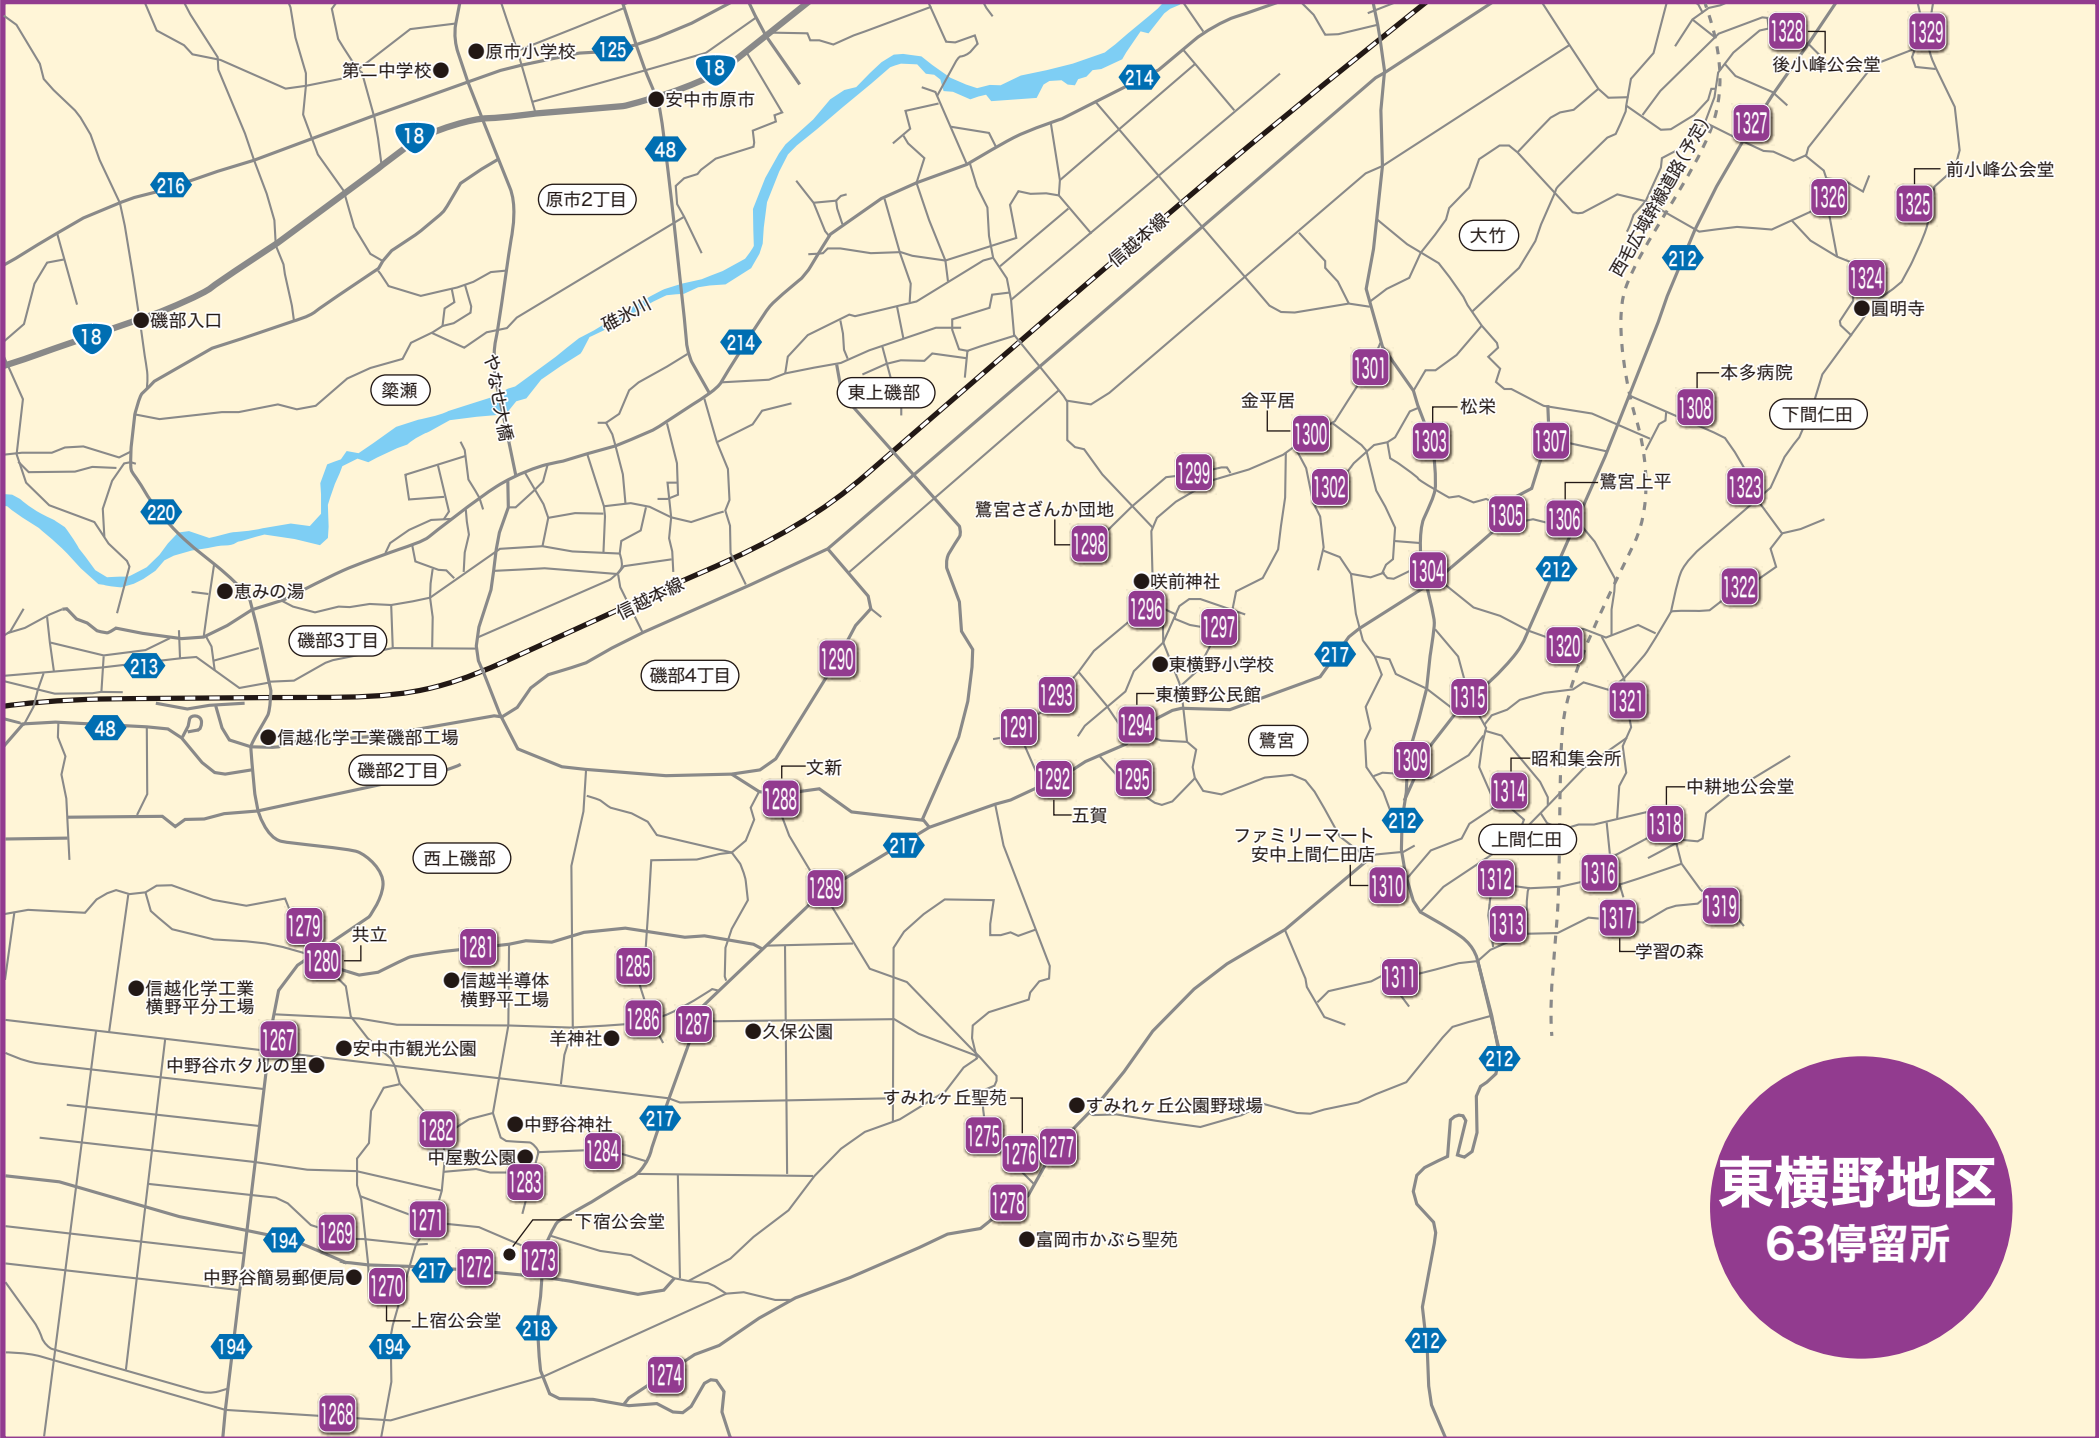 原市小学校
125
第二中学校
18
安中市原市
214
1328
1329
後小峰公会堂
18
48
1327
西毛広域幹線道路(予定)
前小峰公会堂
216
原市2丁目
1326
1325
信越本線
大竹
212
1324
圓明寺
磯部入口
18
碓氷川
214
やなせ大橋
簗瀬
東上磯部
1301
本多病院
金平居
松栄
1308
下間仁田
1300
1303
1307
1299
1302
鷺宮上平
1323
220
鷺宮さざんか団地
1305
1306
1298
1304
212
恵みの湯
咲前神社
1322
信越本線
1296
1297
磯部3丁目
217
1320
213
1290
磯部4丁目
東横野小学校
1293
東横野公民館
1315
1321
48
1291
1294
信越化学工業磯部工場
鷺宮
磯部2丁目
文新
1309
昭和集会所
1292
1295
1314
中耕地公会堂
1288
五賀
212
1318
217
ファミリーマート
安中上間仁田店
上間仁田
西上磯部
1289
1310
1312
1316
1279
1313
1317
1319
共立
1281
1280
学習の森
1285
1311
信越半導体
横野平工場
信越化学工業
横野平分工場
1286
1287
久保公園
羊神社
1267
安中市観光公園
中野谷ホタルの里
212
すみれヶ丘聖苑
すみれヶ丘公園野球場
217
中野谷神社
1282
1275
1276
1277
中屋敷公園
1284
1283
東横野地区
63停留所
1278
1271
下宿公会堂
1269
194
富岡市かぶら聖苑
1273
1272
217
中野谷簡易郵便局
1270
上宿公会堂
218
194
194
212
1274
1268